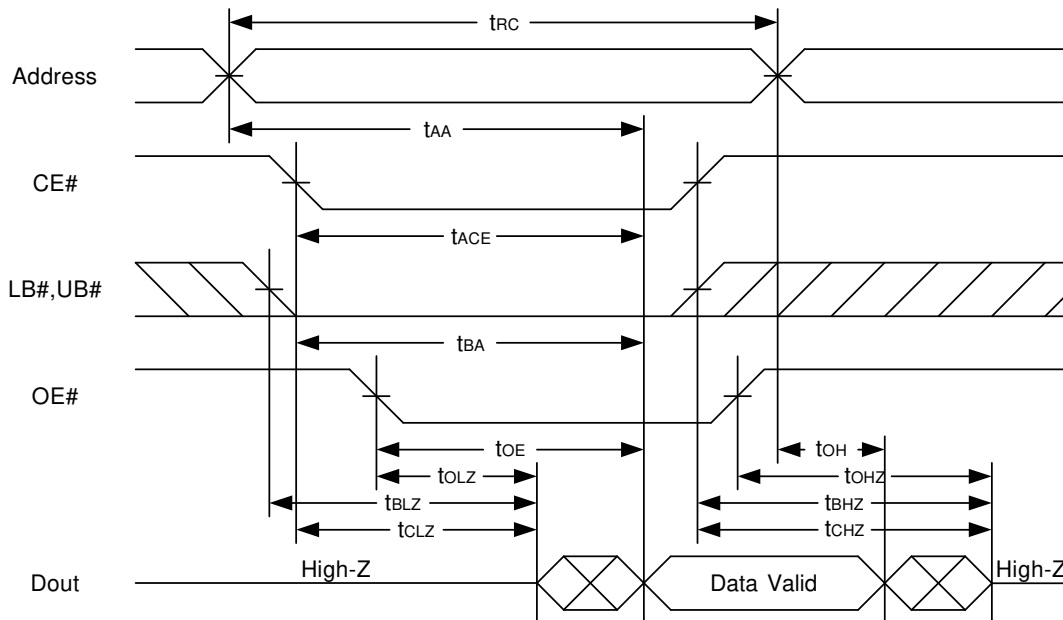 tRC
Address
tAA
CE#
tACE
LB#,UB#
tBA
OE#
tOE
tOH
tOLZ
tOHZ
tBLZ
tBHZ
tCLZ
tCHZ
High-Z
Dout
Data Valid
High-Z